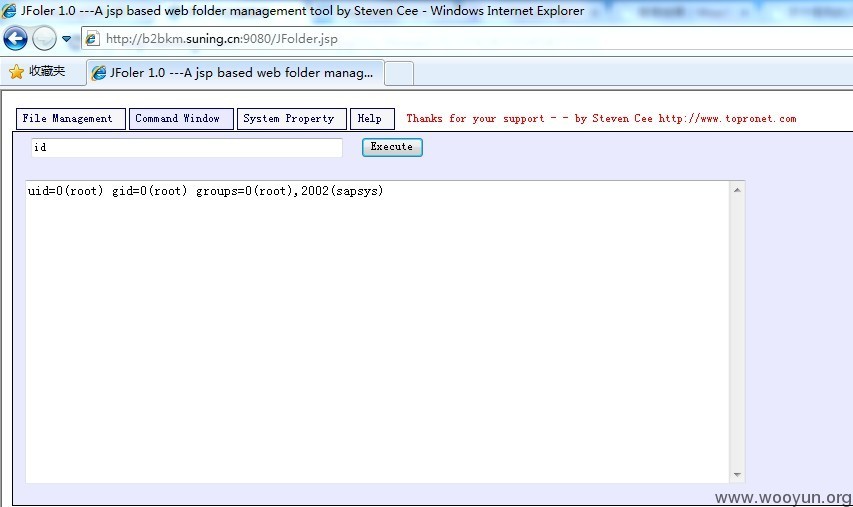 JFoler 1.0 ---A jsp based web folder management tool by Steven Cee - Windows Internet Explorer
http://b2bkm.suning.cn:9080/JFolder.jsp
收藏夹 JFoler 1.0 ---A jsp based web folder manag...
File Management Command Window System Property Help Thanks for your support - - by Steven Cee http://www.topronet.com
id Execute
uid=0(root) gid=0(root) groups=0(root),2002(sapsys)
www.wooyun.org